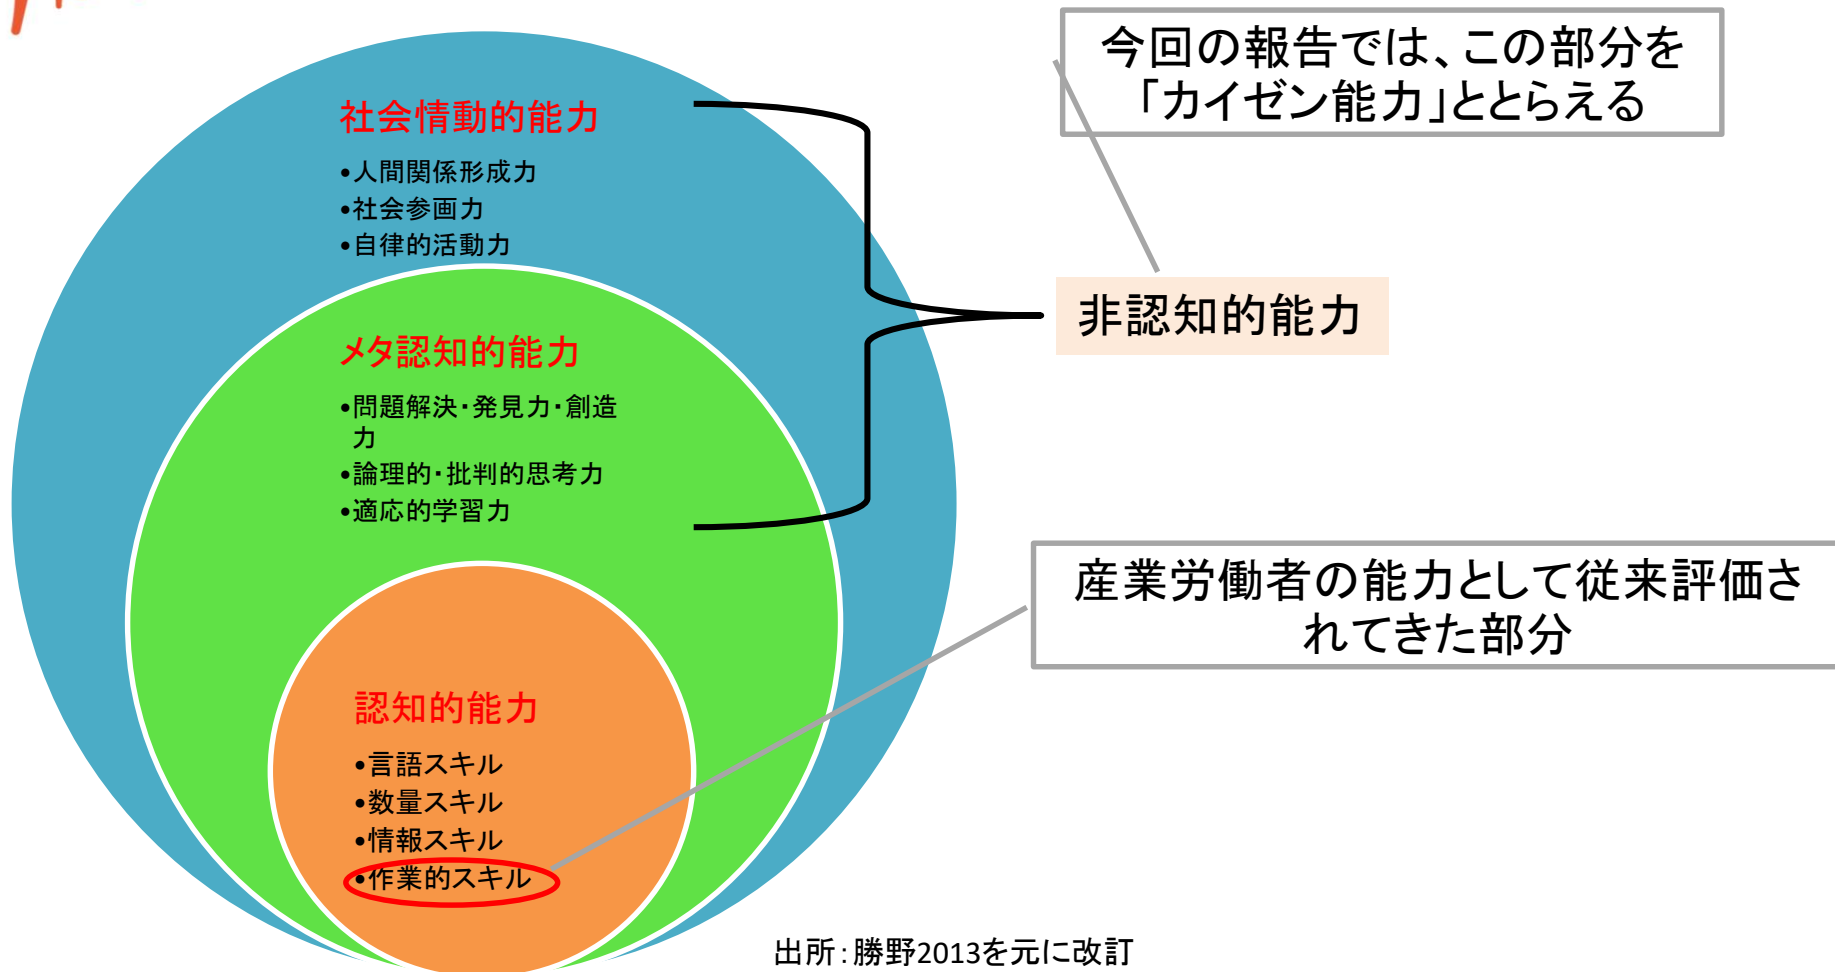 今回の報告では、この部分を
「カイゼン能力」ととらえる
社会情動的能力
•人間関係形成力
•社会参画力
•自律的活動力
非認知的能力
メタ認知的能力
•問題解決・発見力・創造
力
•論理的・批判的思考力
•適応的学習力
産業労働者の能力として従来評価さ
れてきた部分
認知的能力
•言語スキル
•数量スキル
•情報スキル
•作業的スキル
出所：勝野2013を元に改訂